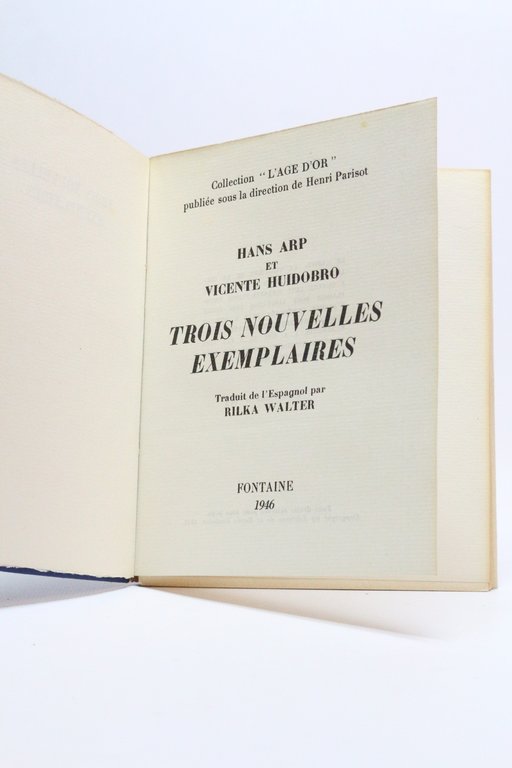 Collection "L'AGE D'OR"
publiée sous la direction de Henri Parisot
HANS ARP
ET
VICENTE HUIDOBRO
TROIS NOUVELLES
EXEMPLAIRES
Traduit de l'Espagnol par
RILKA WALTER
FONTAINE
1946